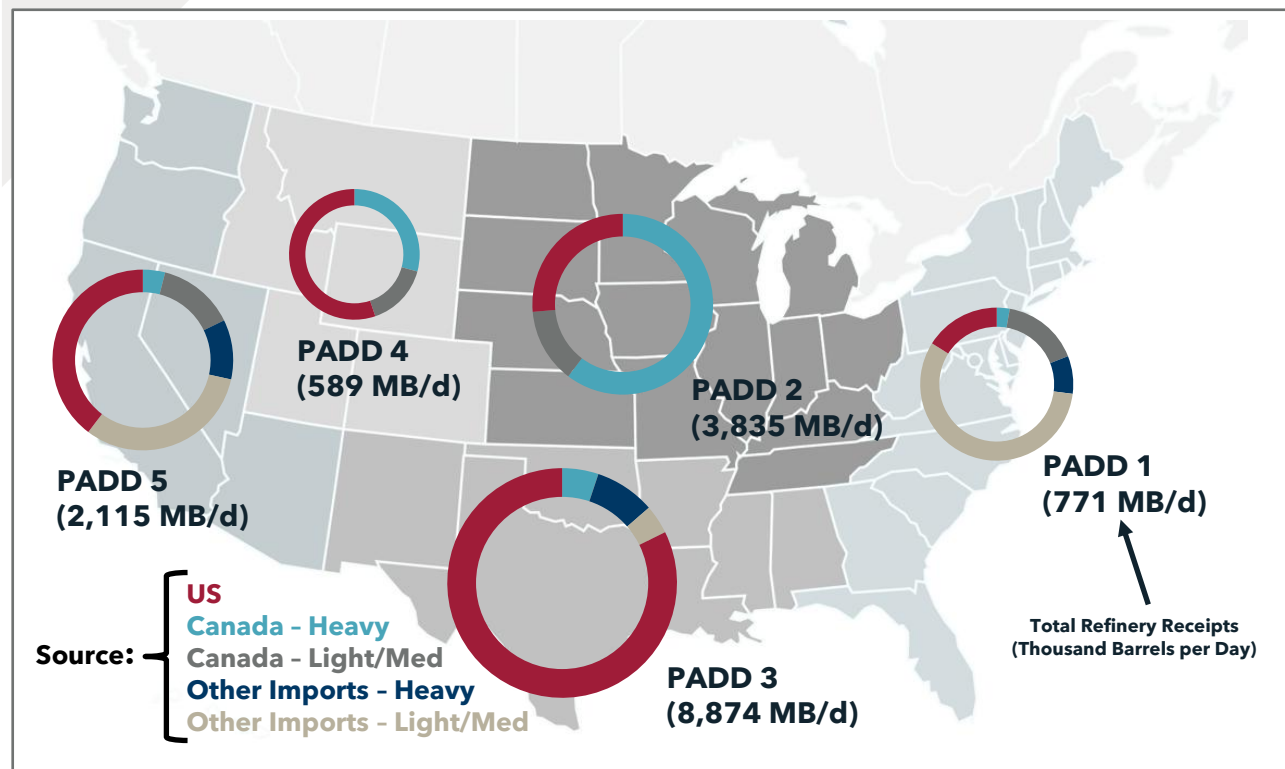 PADD 4
(589 MB/d)
PADD 2
(3,835 MB/d)
PADD 5
(2,115 MB/d)
PADD 1
(771 MB/d)
PADD 3
(8,874 MB/d)
Total Refinery Receipts
(Thousand Barrels per Day)
Source:
US
Canada – Heavy
Canada – Light/Med
Other Imports – Heavy
Other Imports – Light/Med